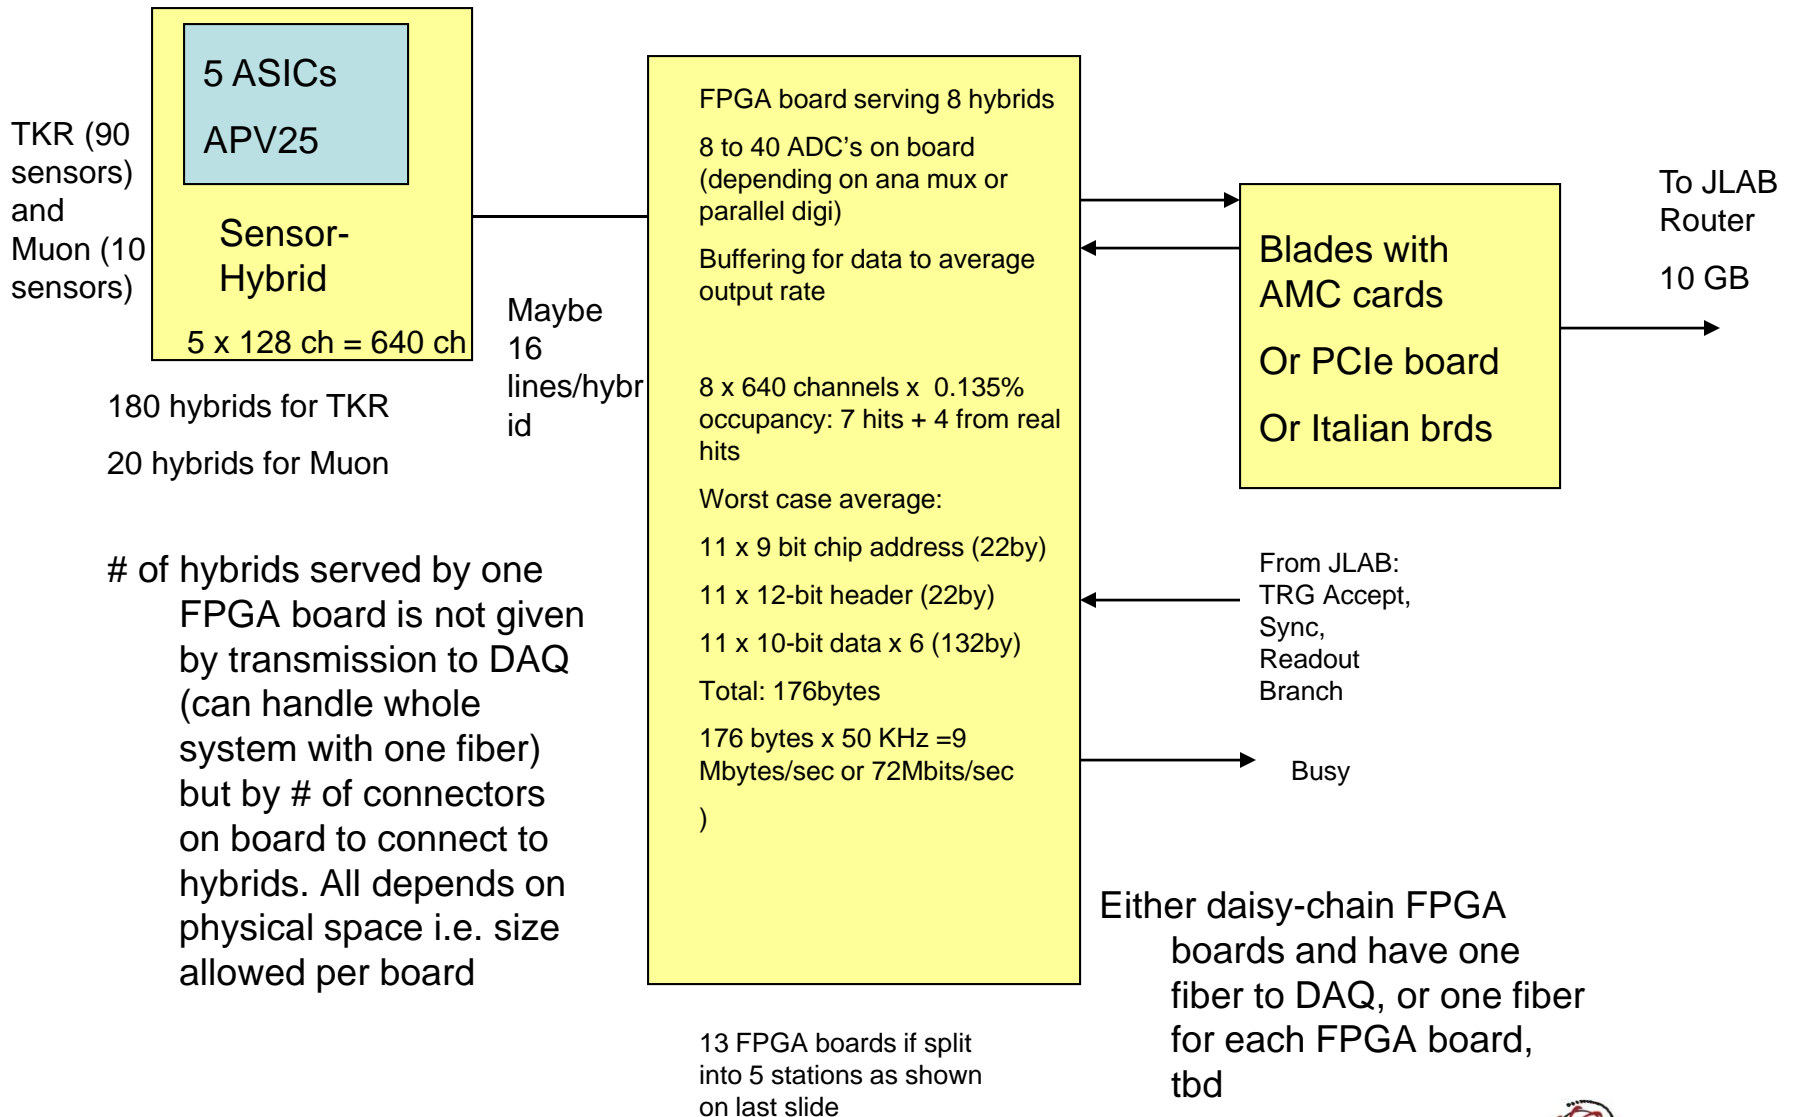 TKR (90
sensors)
and
Muon (10
sensors)
5 ASICs
APV25
Sensor-
Hybrid
5 x 128 ch = 640 ch
180 hybrids for TKR
20 hybrids for Muon
Maybe
16
lines/hybr
id
# of hybrids served by one
FPGA board is not given
by transmission to DAQ
(can handle whole
system with one fiber)
but by # of connectors
on board to connect to
hybrids. All depends on
physical space i.e. size
allowed per board
FPGA board serving 8 hybrids
8 to 40 ADC’s on board
(depending on ana mux or
parallel digi)
Buffering for data to average
output rate
8 x 640 channels x 0.135%
occupancy: 7 hits + 4 from real
hits
Worst case average:
11 x 9 bit chip address (22by)
11 x 12-bit header (22by)
11 x 10-bit data x 6 (132by)
Total: 176bytes
176 bytes x 50 KHz =9
Mbytes/sec or 72Mbits/sec
)
13 FPGA boards if split
into 5 stations as shown
on last slide
Blades with
AMC cards
Or PCIe board
Or Italian brds
To JLAB
Router
10 GB
From JLAB:
TRG Accept,
Sync,
Readout
Branch
Busy
Either daisy-chain FPGA
boards and have one
fiber to DAQ, or one fiber
for each FPGA board,
tbd